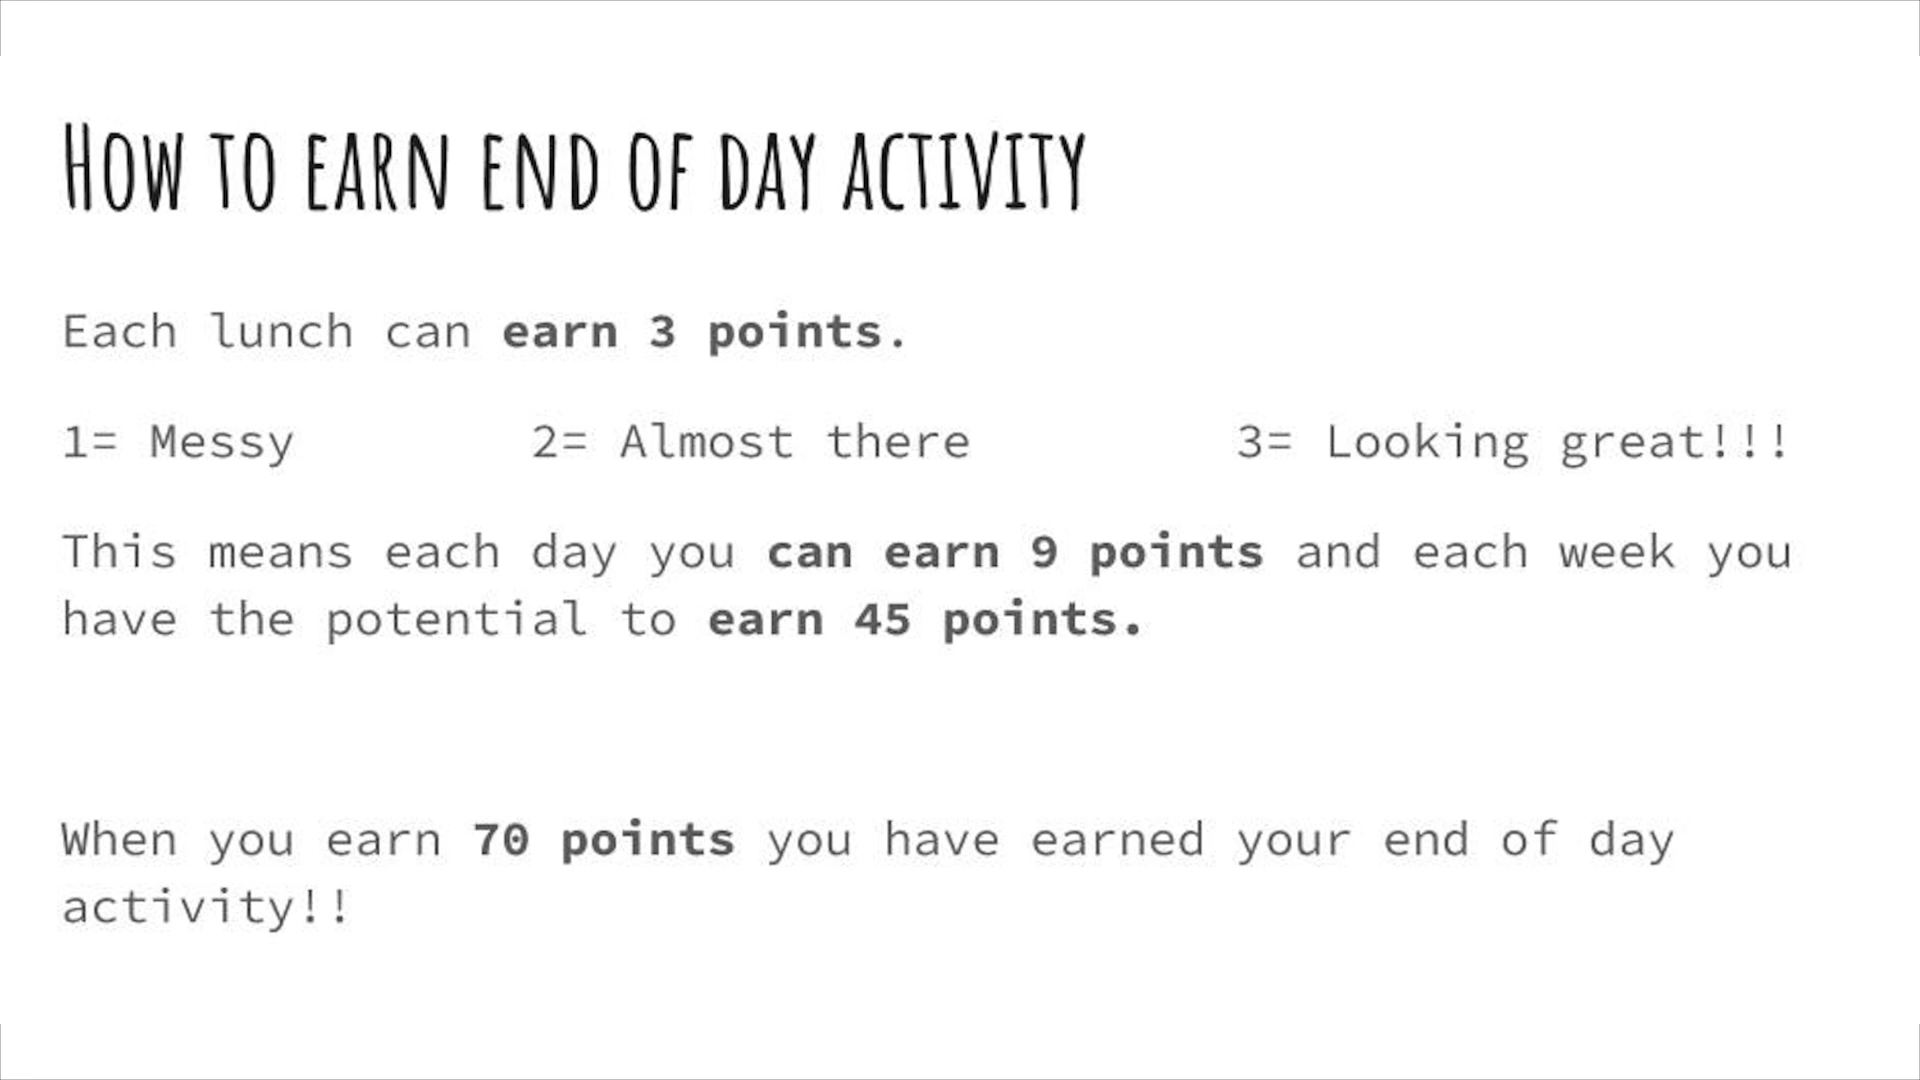 How to earn end of day activity
Each lunch can earn 3 points.
1= Messy 2= Almost there 3= Looking great!!!
This means each day you can earn 9 points and each week you
have the potential to earn 45 points.
When you earn 70 points you have earned your end of day
activity!!